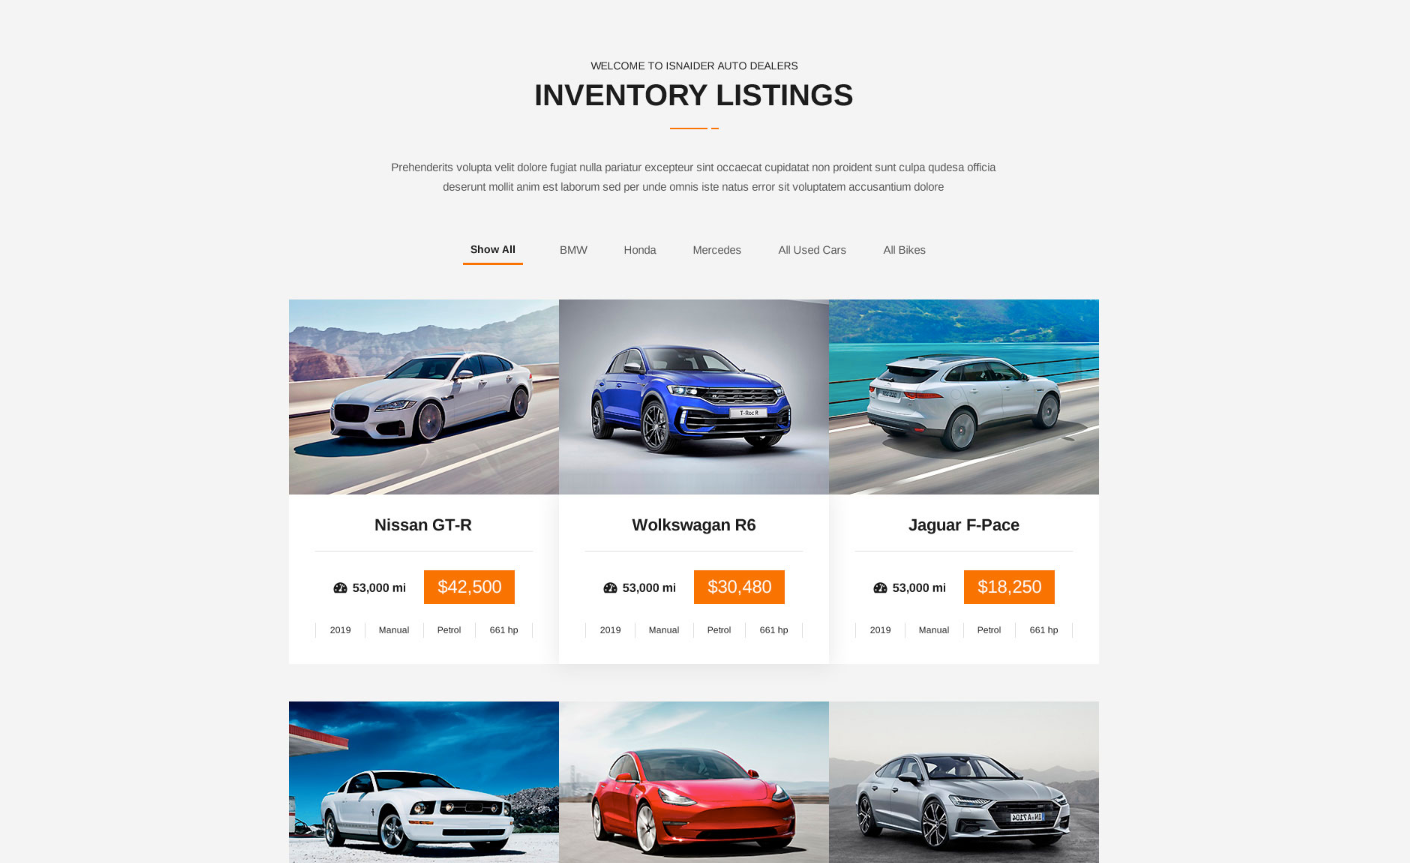 WELCOME TO ISNAIDER AUTO DEALERS
INVENTORY LISTINGS
Prehenderits volupta velit dolore fugiat nulla pariatur excepteur sint occaecat cupidatat non proident sunt culpa qudesa officia
deserunt mollit anim est laborum sed per unde omnis iste natus error sit voluptatem accusantium dolore
Show All BMW Honda Mercedes All Used Cars All Bikes
T-Roc R
Nissan GT-R Wolkswagan R6 Jaguar F-Pace
53,000 mi $42,500 53,000 mi $30,480 53,000 mi $18,250
2019 Manual Petrol 661 hp 2019 Manual Petrol 661 hp 2019 Manual Petrol 661 hp